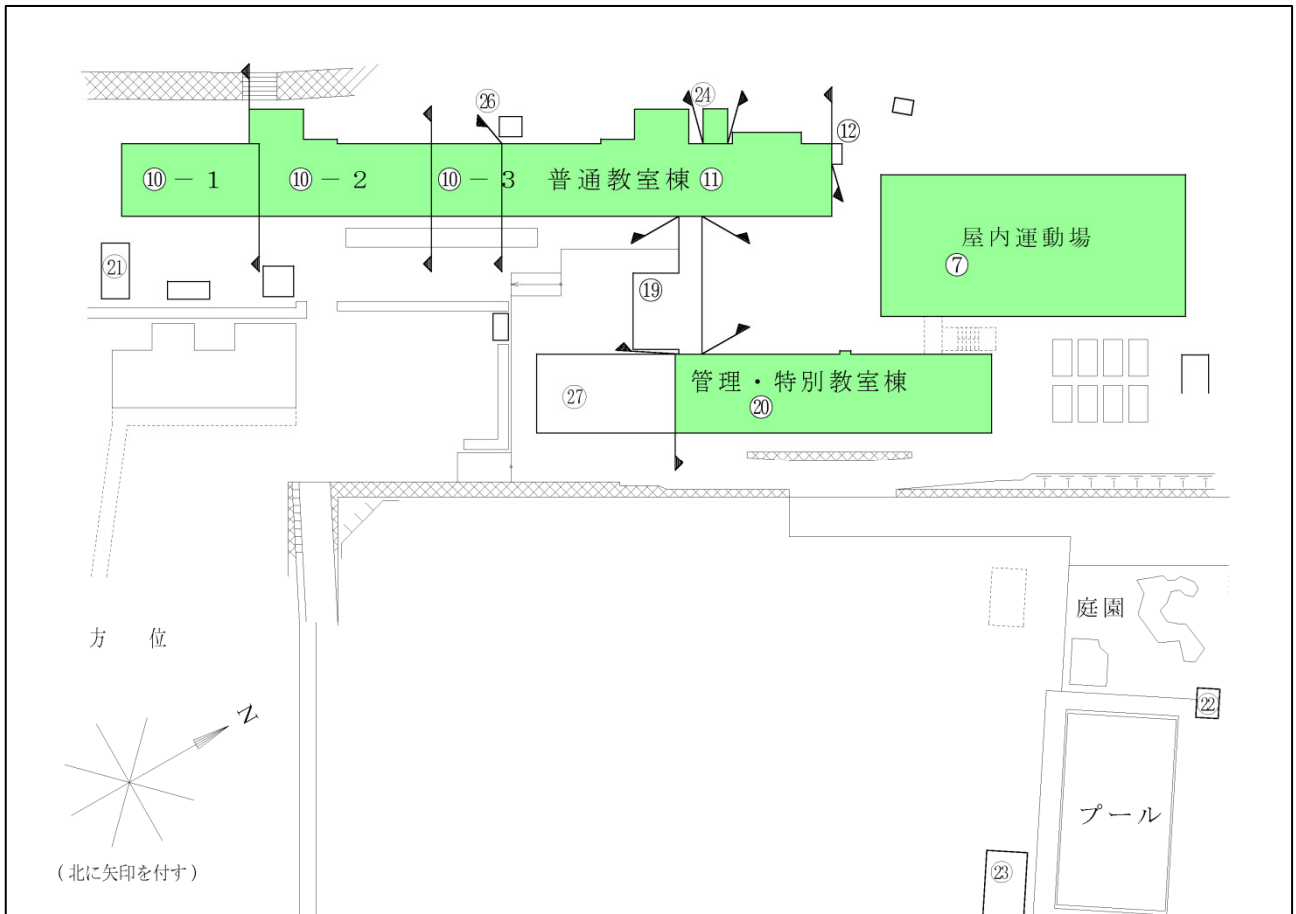 ㉖
㉔
⑫
⑩－１
⑩－２
⑩－３
普通教室棟⑪
屋内運動場
⑦
㉑
⑲
管理・特別教室棟
⑳
㉗
方　位
N
(北に矢印を付す)
庭園
㉒
プール
㉓